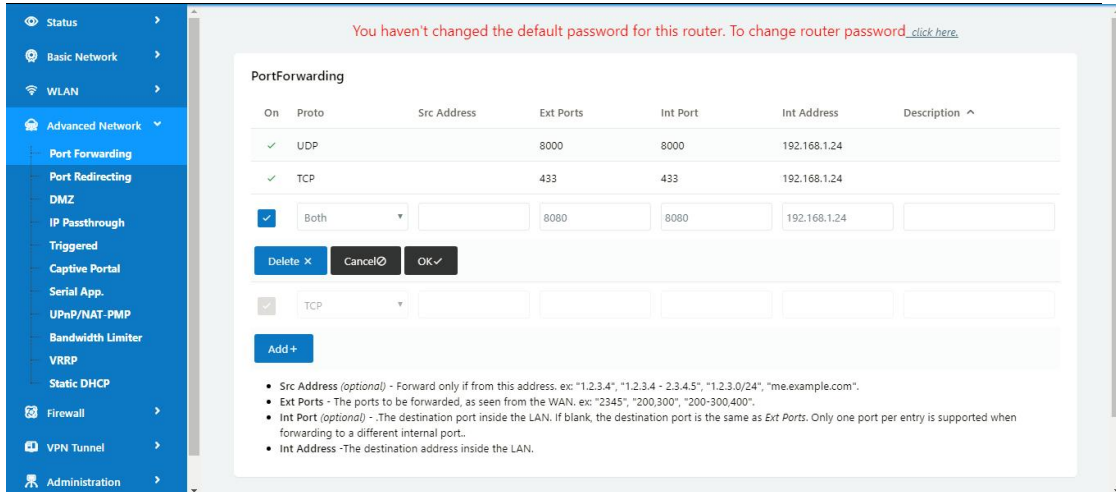 Status
Basic Network
WLAN
Advanced Network
Port Forwarding
Port Redirecting
DMZ
IP Passthrough
Triggered
Captive Portal
Serial App.
UPnP/NAT-PMP
Bandwidth Limiter
VRRP
Static DHCP
Firewall
VPN Tunnel
Administration
You haven't changed the default password for this router. To change router password click here.
PortForwarding
On Proto Src Address Ext Ports Int Port Int Address Description
UDP 8000 8000 192.168.1.24
TCP 433 433 192.168.1.24
Both 8080 8080 192.168.1.24
Delete Cancel OK
TCP
Add+
• Src Address (optional) - Forward only if from this address. ex: "1.2.3.4", "1.2.3.4 - 2.3.4.5", "1.2.3.0/24", "me.example.com".
• Ext Ports - The ports to be forwarded, as seen from the WAN. ex: "2345", "200,300", "200-300,400".
• Int Port (optional) - .The destination port inside the LAN. If blank, the destination port is the same as Ext Ports. Only one port per entry is supported when
forwarding to a different internal port..
• Int Address -The destination address inside the LAN.